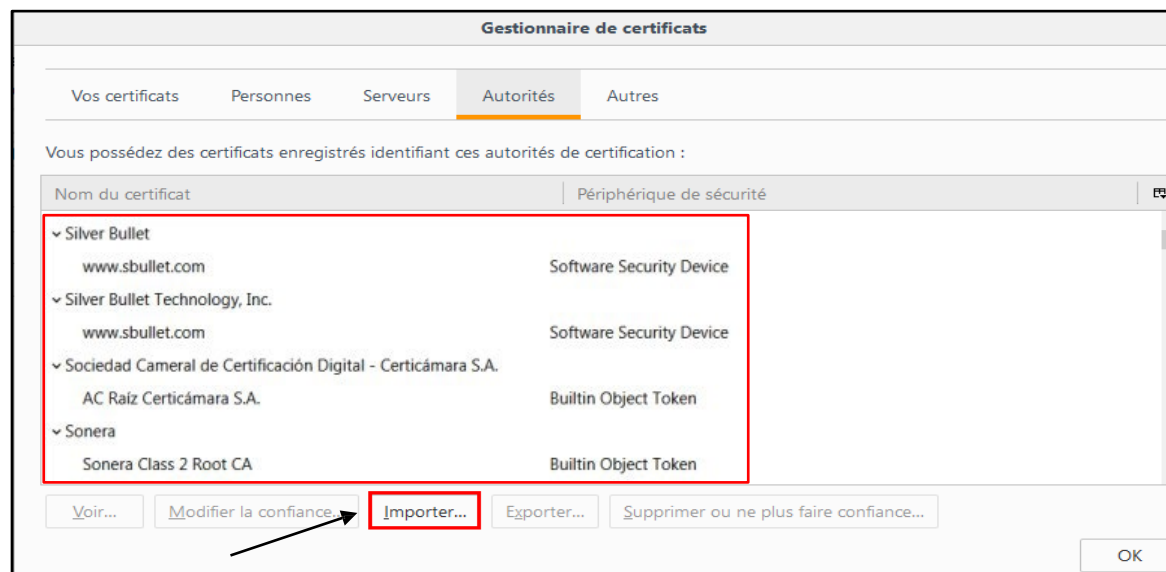 Gestionnaire de certificats
Vos certificats Personnes Serveurs Autorités Autres
Vous possédez des certificats enregistrés identifiant ces autorités de certification :
Nom du certificat Périphérique de sécurité
Silver Bullet
www.sbullet.com Software Security Device
Silver Bullet Technology, Inc.
www.sbullet.com Software Security Device
Sociedad Cameral de Certificación Digital - Certicámara S.A.
AC Raíz Certicámara S.A. Builtin Object Token
Sonera
Sonera Class 2 Root CA Builtin Object Token
Voir... Modifier la confiance... Importer... Exporter... Supprimer ou ne plus faire confiance...
OK